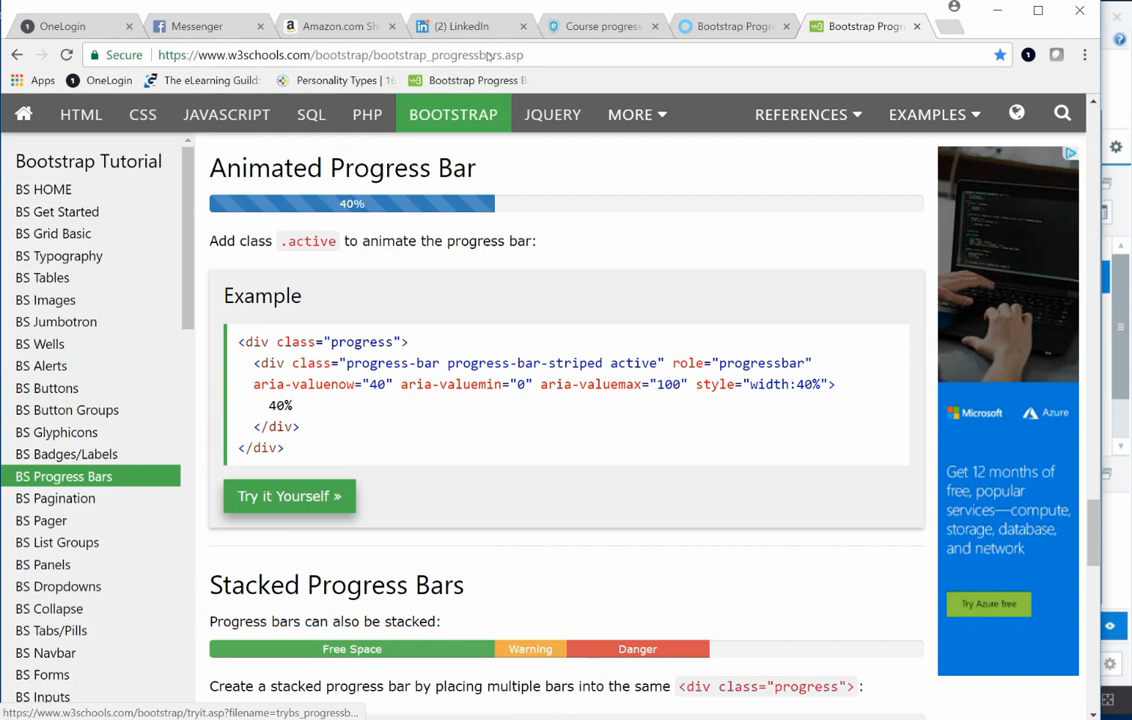 OneLogin
Messenger
Amazon.com Sh
(2) LinkedIn
Course progress
Bootstrap Progr
Bootstrap Progr
Secure
https://www.w3schools.com/bootstrap/bootstrap_progressbars.asp
Apps
OneLogin
The eLearning Guild:
Personality Types | 16
Bootstrap Progress B
HTML
CSS
JAVASCRIPT
SQL
PHP
BOOTSTRAP
JQUERY
MORE
REFERENCES
EXAMPLES
Bootstrap Tutorial
BS HOME
BS Get Started
BS Grid Basic
BS Typography
BS Tables
BS Images
BS Jumbotron
BS Wells
BS Alerts
BS Buttons
BS Button Groups
BS Glyphicons
BS Badges/Labels
BS Progress Bars
BS Pagination
BS Pager
BS List Groups
BS Panels
BS Dropdowns
BS Collapse
BS Tabs/Pills
BS Navbar
BS Forms
BS Inputs
Animated Progress Bar
40%
Add class .active to animate the progress bar:
Example
<div class="progress">
<div class="progress-bar progress-bar-striped active" role="progressbar"
aria-valuenow="40" aria-valuemin="0" aria-valuemax="100" style="width:40%">
40%
</div>
</div>
Try it Yourself »
Stacked Progress Bars
Progress bars can also be stacked:
Free Space
Warning
Danger
Create a stacked progress bar by placing multiple bars into the same <div class="progress">:
Microsoft
Azure
Get 12 months of
free, popular
services—compute,
storage, database,
and network
Try Azure free
https://www.w3schools.com/bootstrap/tryit.asp?filename=trybs_progressb...